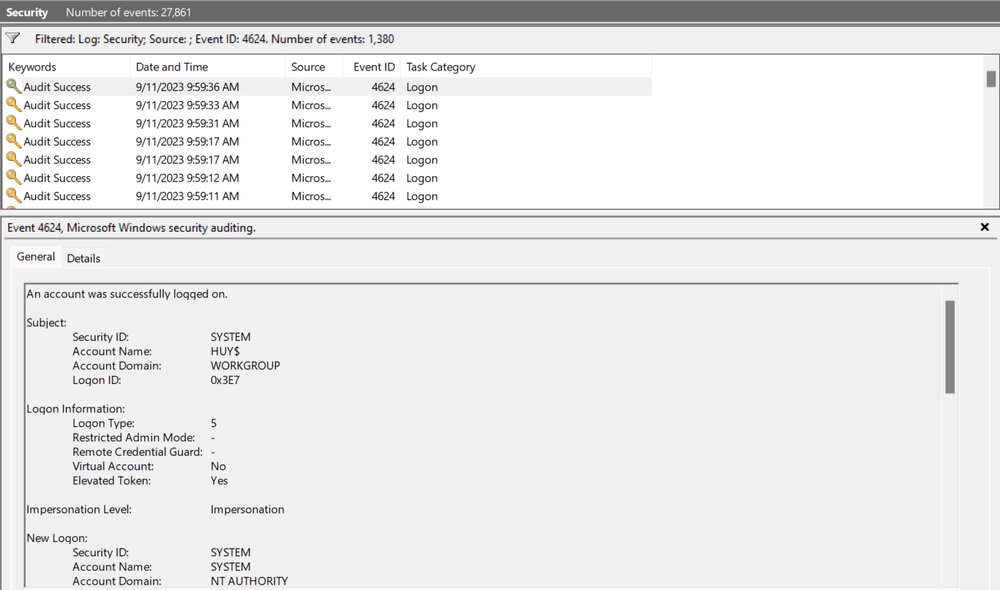 Security Number of events: 27,861
Filtered: Log: Security; Source: ; Event ID: 4624. Number of events: 1,380
Keywords Date and Time Source Event ID Task Category
Audit Success 9/11/2023 9:59:36 AM Micros... 4624 Logon
Audit Success 9/11/2023 9:59:33 AM Micros... 4624 Logon
Audit Success 9/11/2023 9:59:31 AM Micros... 4624 Logon
Audit Success 9/11/2023 9:59:17 AM Micros... 4624 Logon
Audit Success 9/11/2023 9:59:17 AM Micros... 4624 Logon
Audit Success 9/11/2023 9:59:12 AM Micros... 4624 Logon
Audit Success 9/11/2023 9:59:11 AM Micros... 4624 Logon
Event 4624, Microsoft Windows security auditing.
General Details
An account was successfully logged on.
Subject:
Security ID: SYSTEM
Account Name: HUY$
Account Domain: WORKGROUP
Logon ID: 0x3E7
Logon Information:
Logon Type: 5
Restricted Admin Mode: -
Remote Credential Guard: -
Virtual Account: No
Elevated Token: Yes
Impersonation Level: Impersonation
New Logon:
Security ID: SYSTEM
Account Name: SYSTEM
Account Domain: NT AUTHORITY